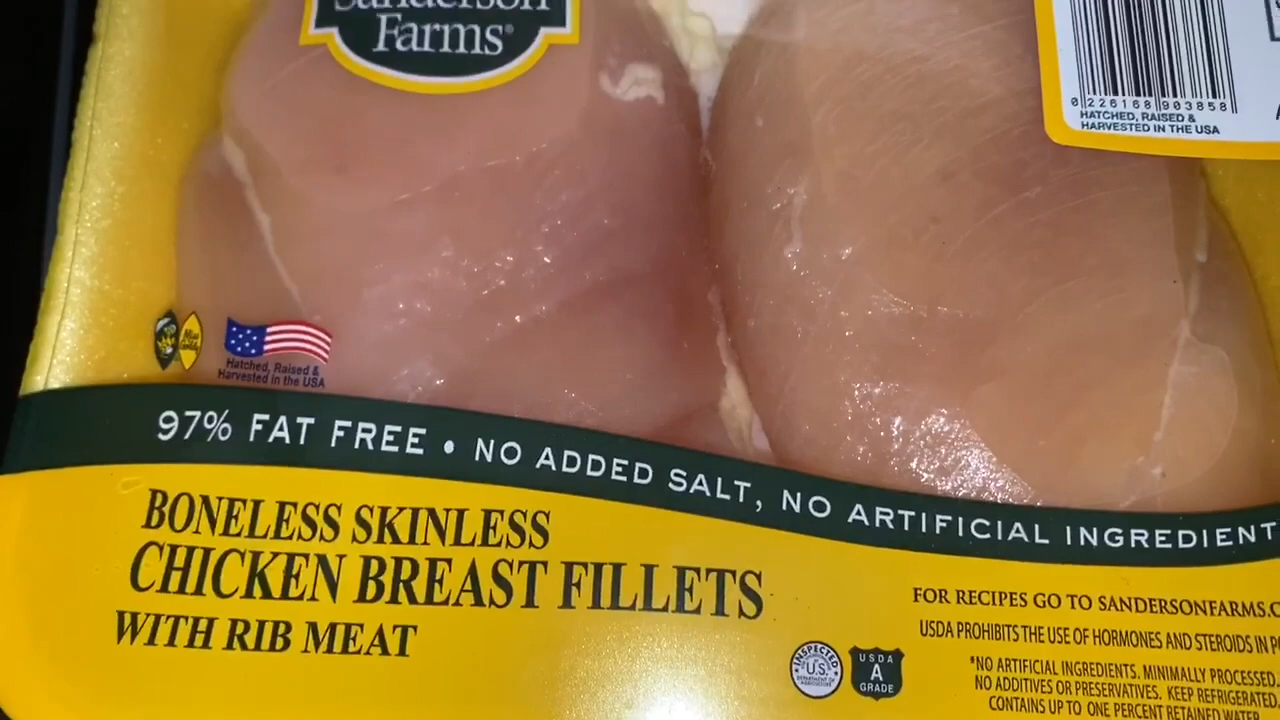 Sanderson
Farms®
0 226168 903858
HATCHED, RAISED &
HARVESTED IN THE USA
Hatched, Raised &
Harvested in the USA
97% FAT FREE • NO ADDED SALT, NO ARTIFICIAL INGREDIENT
BONELESS SKINLESS
CHICKEN BREAST FILLETS
WITH RIB MEAT
INSPECTED
U.S.
DEPARTMENT OF
AGRICULTURE
USDA
A
GRADE
FOR RECIPES GO TO SANDERSONFARMS.C
USDA PROHIBITS THE USE OF HORMONES AND STEROIDS IN P
*NO ARTIFICIAL INGREDIENTS. MINIMALLY PROCESSED.
NO ADDITIVES OR PRESERVATIVES. KEEP REFRIGERATED.
CONTAINS UP TO ONE PERCENT RETAINED WATER